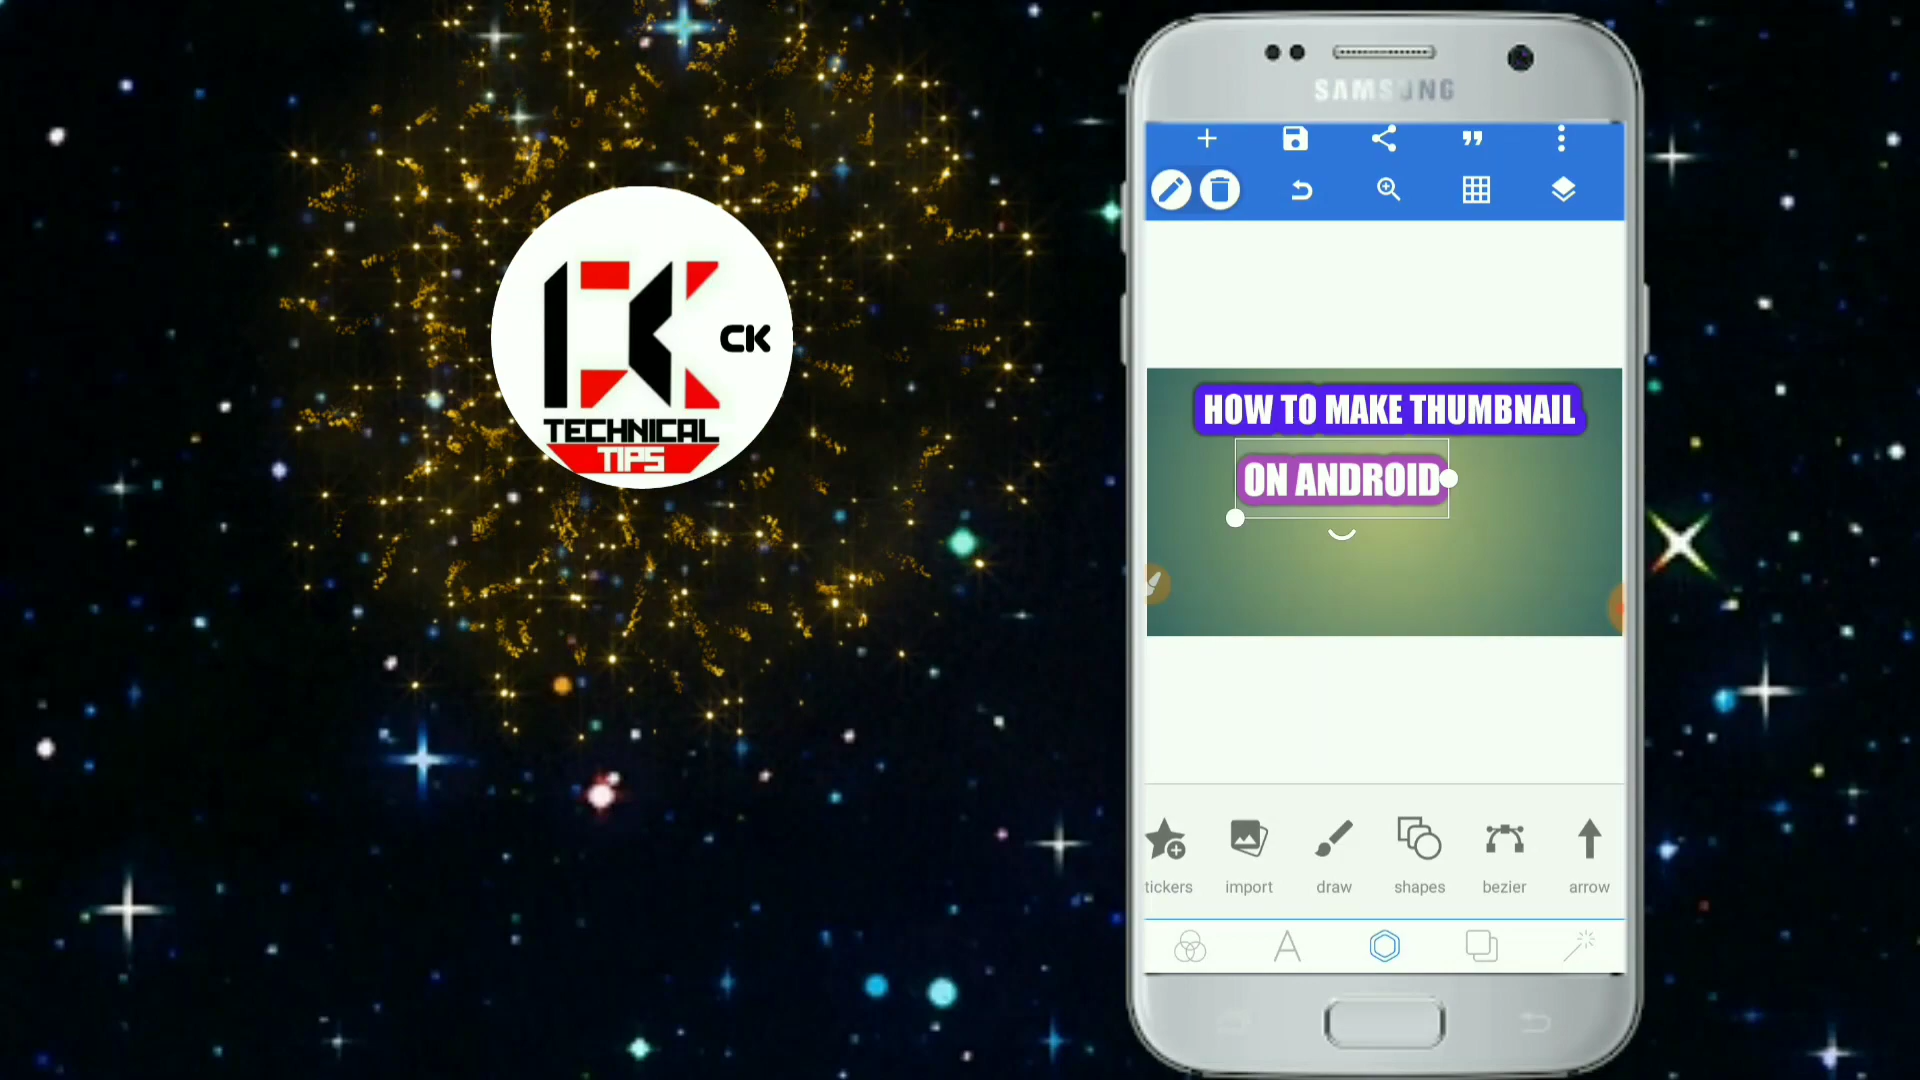 SAMSUNG
CK
TECHNICAL
TIPS
HOW TO MAKE THUMBNAIL
ON ANDROID
tickers
import
draw
shapes
bezier
arrow